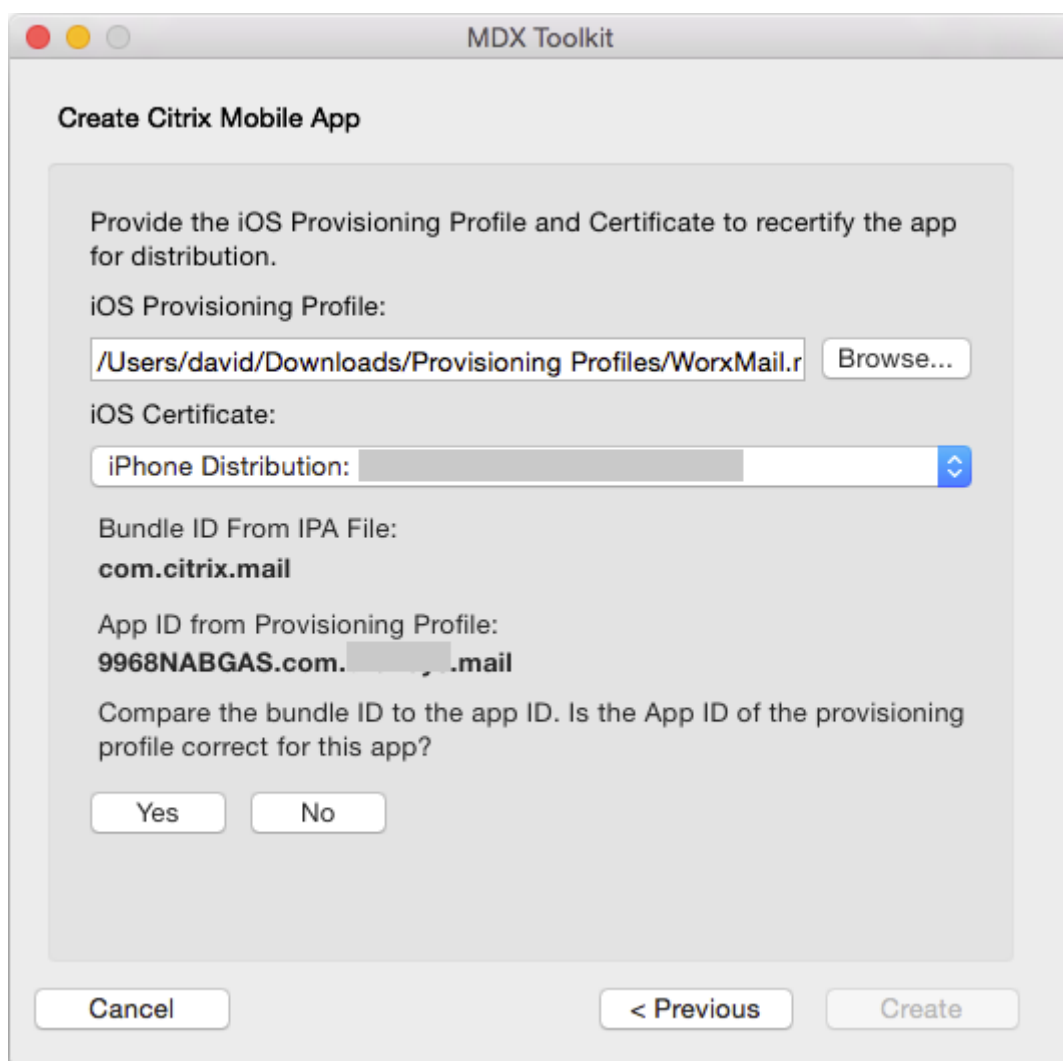 MDX Toolkit
Create Citrix Mobile App
Provide the iOS Provisioning Profile and Certificate to recertify the app
for distribution.
iOS Provisioning Profile:
/Users/david/Downloads/Provisioning Profiles/WorxMail.r
Browse...
iOS Certificate:
iPhone Distribution:
Bundle ID From IPA File:
com.citrix.mail
App ID from Provisioning Profile:
9968NABGAS.com. .mail
Compare the bundle ID to the app ID. Is the App ID of the provisioning
profile correct for this app?
Yes No
Cancel < Previous Create